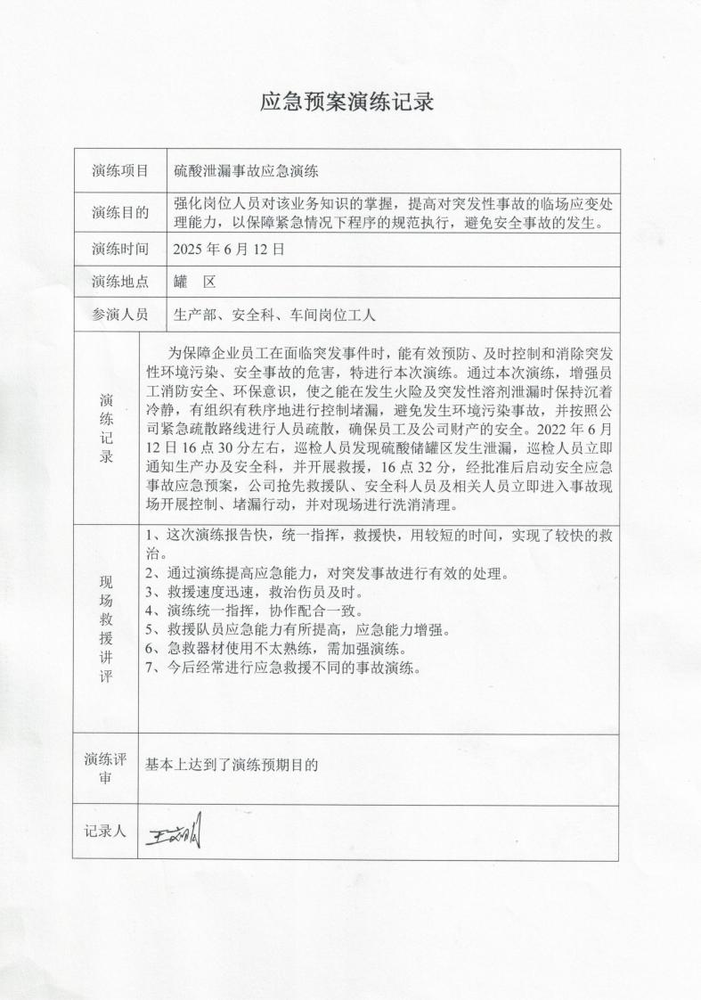 应急预案演练记录
演练项目 硫酸泄漏事故应急演练
演练目的 强化岗位人员对该业务知识的掌握，提高对突发性事故的临场应变处
理能力，以保障紧急情况下程序的规范执行，避免安全事故的发生。
演练时间 2025 年 6 月 12 日
演练地点 罐 区
参演人员 生产部、安全科、车间岗位工人
演练记录
为保障企业员工在面临突发事件时，能有效预防、及时控制和消除突发
性环境污染、安全事故的危害，特进行本次演练。通过本次演练，增强员
工消防安全、环保意识，使之能在发生火险及突发性溶剂泄漏时保持沉着
冷静，有组织有秩序地进行控制堵漏，避免发生环境污染事故，并按照公
司紧急疏散路线进行人员疏散，确保员工及公司财产的安全。2022 年 6 月
12 日 16 点 30 分左右，巡检人员发现硫酸储罐区发生泄漏，巡检人员立即
通知生产办及安全科，并开展救援，16 点 32 分，经批准后启动安全应急
事故应急预案，公司抢先救援队、安全科人员及相关人员立即进入事故现
场开展控制、堵漏行动，并对现场进行洗消清理。
现场救援讲评
1、这次演练报告快，统一指挥，救援快，用较短的时间，实现了较快的救
治。
2、通过演练提高应急能力，对突发事故进行有效的处理。
3、救援速度迅速，救治伤员及时。
4、演练统一指挥，协作配合一致。
5、救援队员应急能力有所提高，应急能力增强。
6、急救器材使用不太熟练，需加强演练。
7、今后经常进行应急救援不同的事故演练。
演练评审 基本上达到了演练预期目的
记录人 王文明